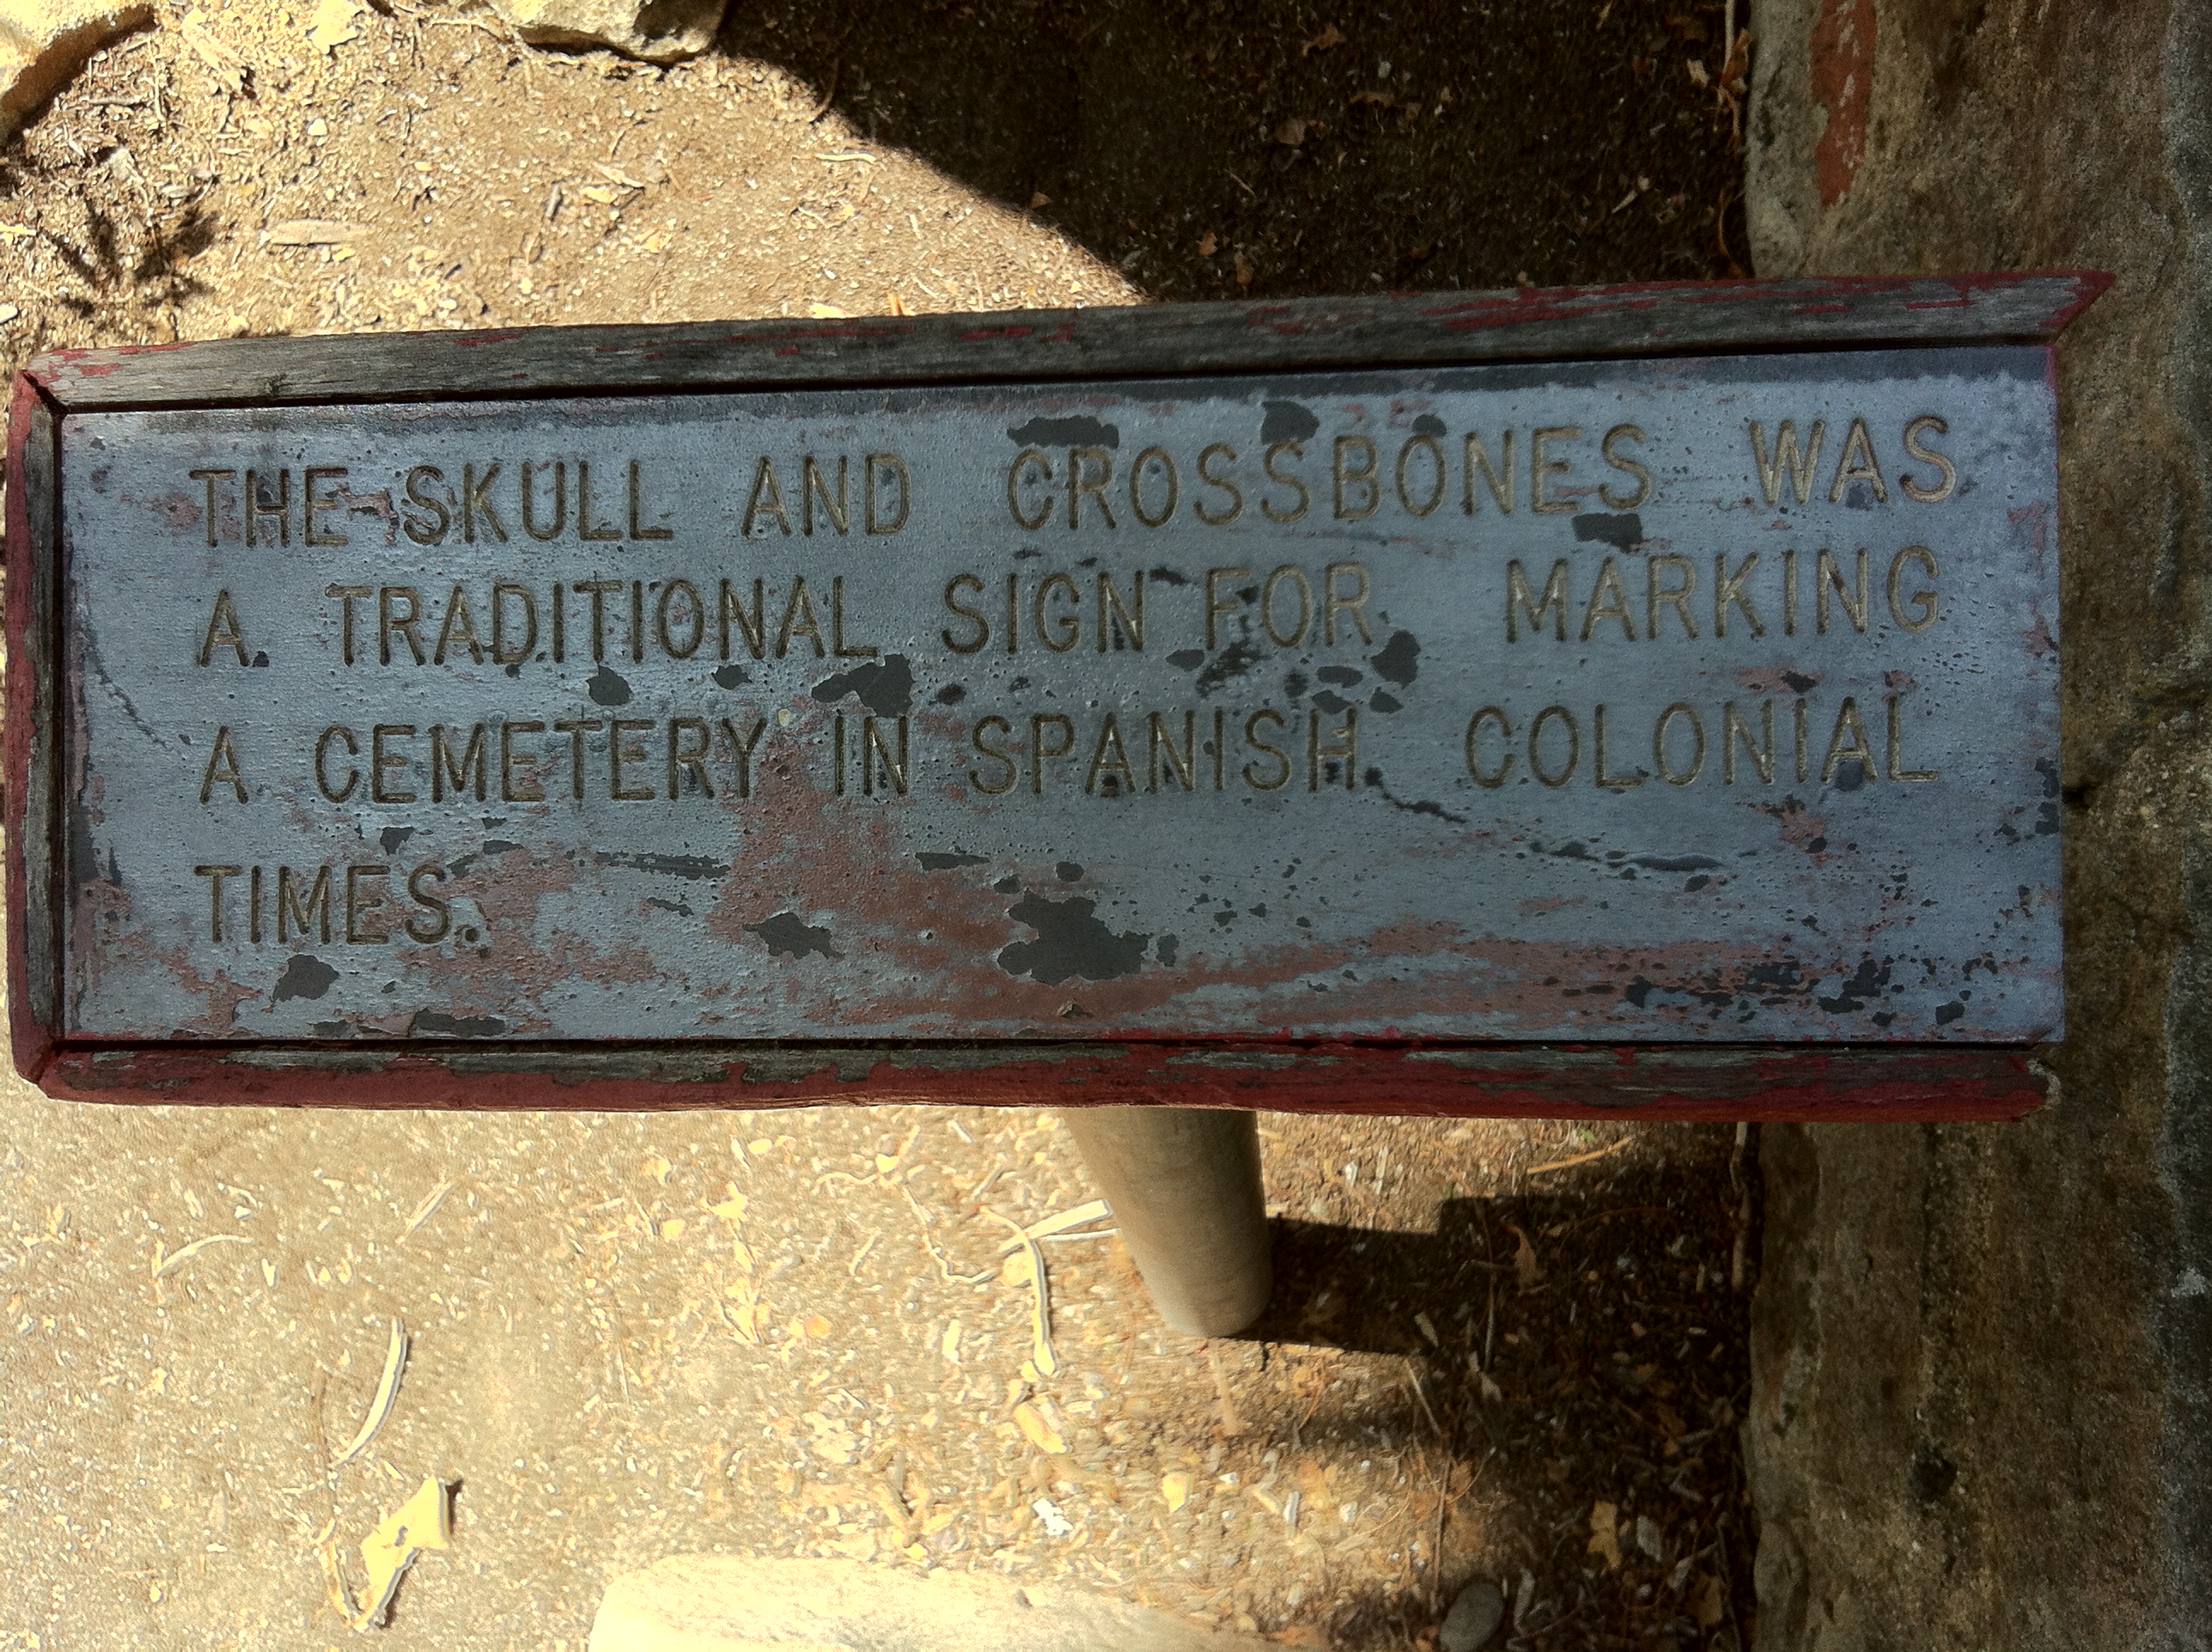 THE SKULL AND CROSSBONES WAS
A TRADITIONAL SIGN FOR MARKING
A CEMETERY IN SPANISH COLONIAL
TIMES.